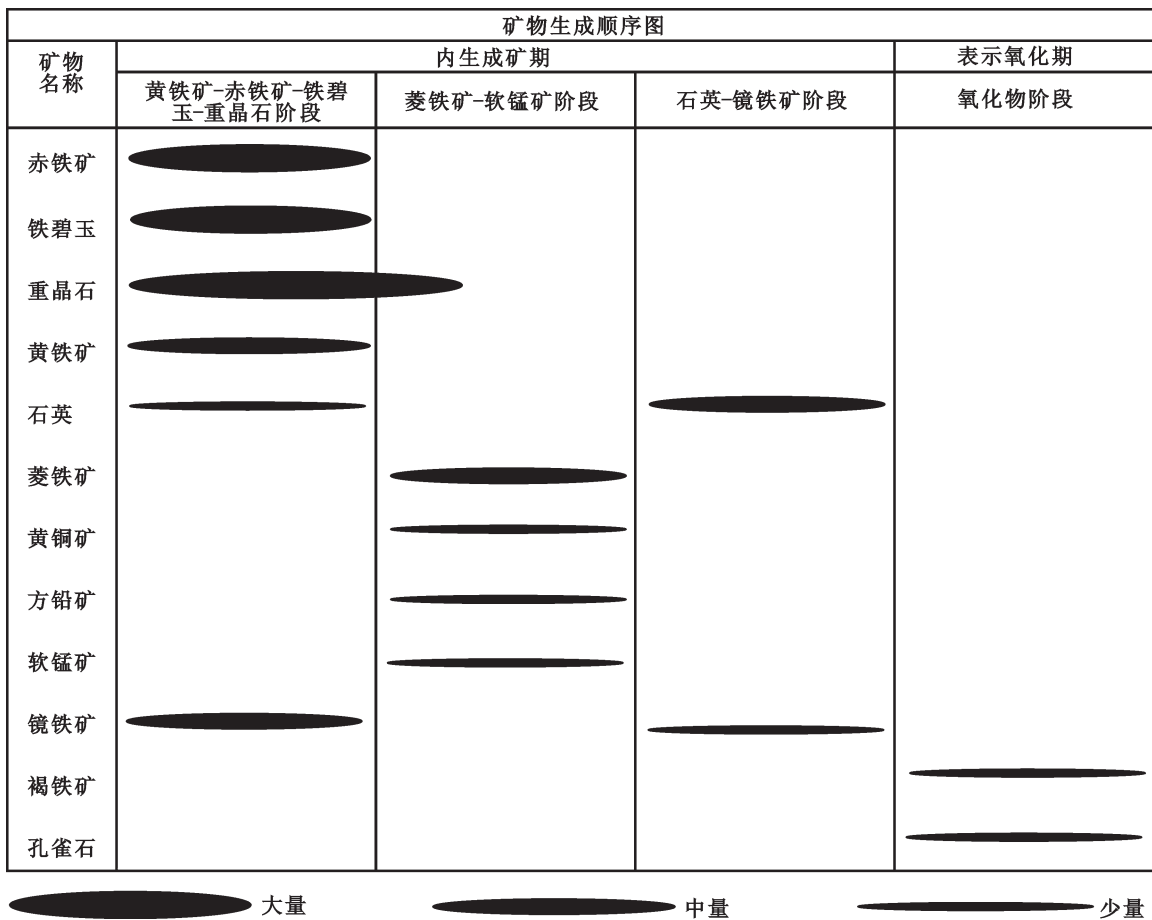 矿物生成顺序图
矿物
名称
内生成矿期
表示氧化期
黄铁矿-赤铁矿-铁碧
玉-重晶石阶段
菱铁矿-软锰矿阶段
石英-镜铁矿阶段
氧化物阶段
赤铁矿
铁碧玉
重晶石
黄铁矿
石英
菱铁矿
黄铜矿
方铅矿
软锰矿
镜铁矿
褐铁矿
孔雀石
大量
中量
少量